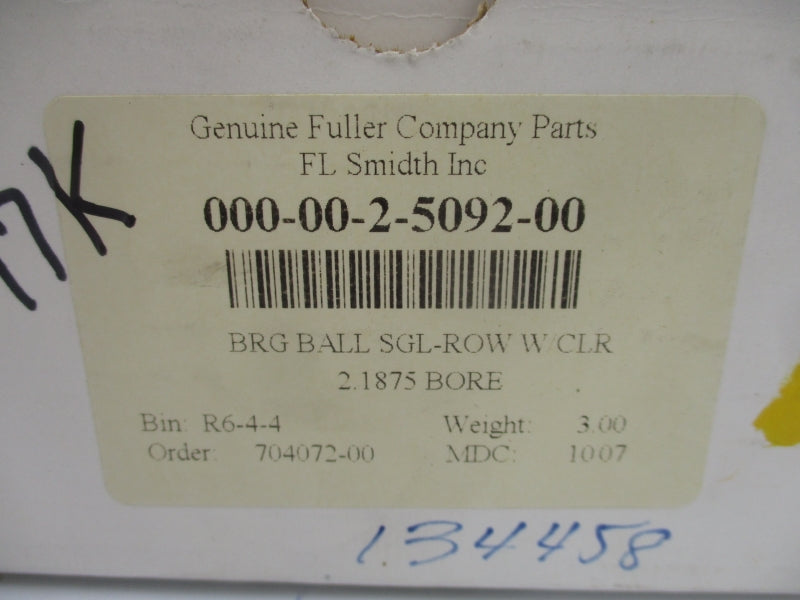 Genuine Fuller Company Parts
FL Smidth Inc
000-00-2-5092-00
BRG BALL SGL-ROW W/CLR
2.1875 BORE
Bin: R6-4-4 Weight: 3.00
Order: 704072-00 MDC: 1007
134458